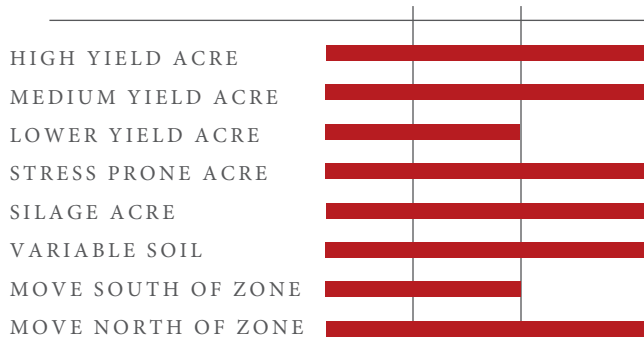 HIGH YIELD ACRE
MEDIUM YIELD ACRE
LOWER YIELD ACRE
STRESS PRONE ACRE
SILAGE ACRE
VARIABLE SOIL
MOVE SOUTH OF ZONE
MOVE NORTH OF ZONE